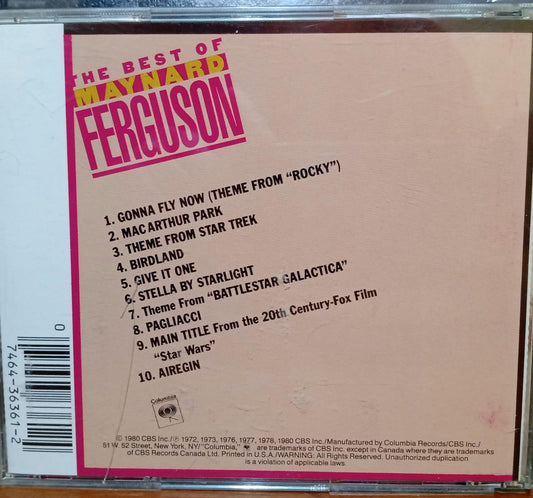 THE BEST OF
MAYNARD
FERGUSON
1. GONNA FLY NOW (THEME FROM "ROCKY")
2. MAC ARTHUR PARK
3. THEME FROM STAR TREK
4. BIRDLAND
5. GIVE IT ONE
6. STELLA BY STARLIGHT
7. Theme From "BATTLESTAR GALACTICA"
8. PAGLIACCI
9. MAIN TITLE From the 20th Century-Fox Film
"Star Wars"
10. AIREGIN
0
7464-36361-2
Columbia
© 1980 CBS Inc./℗ 1972, 1973, 1976, 1977, 1978, 1980 CBS Inc./Manufactured by Columbia Records/CBS Inc./
51 W. 52 Street, New York, NY/"Columbia," are trademarks of CBS Inc. except in Canada where they are trademarks
of CBS Records Canada Ltd. Printed in U.S.A./WARNING: All Rights Reserved. Unauthorized duplication
is a violation of applicable laws.